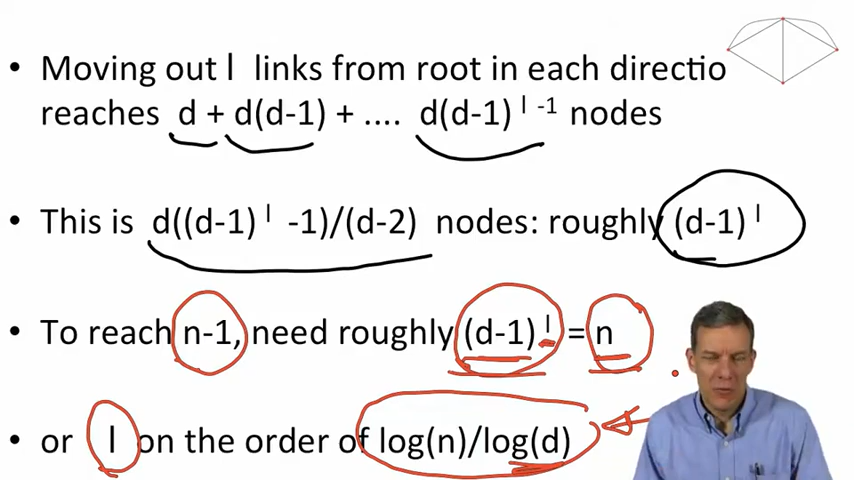 • Moving out l links from root in each directio
reaches d + d(d-1) + .... d(d-1) l -1 nodes
• This is d((d-1) l -1)/(d-2) nodes: roughly (d-1) l
• To reach n-1, need roughly (d-1) l = n
• or l on the order of log(n)/log(d)